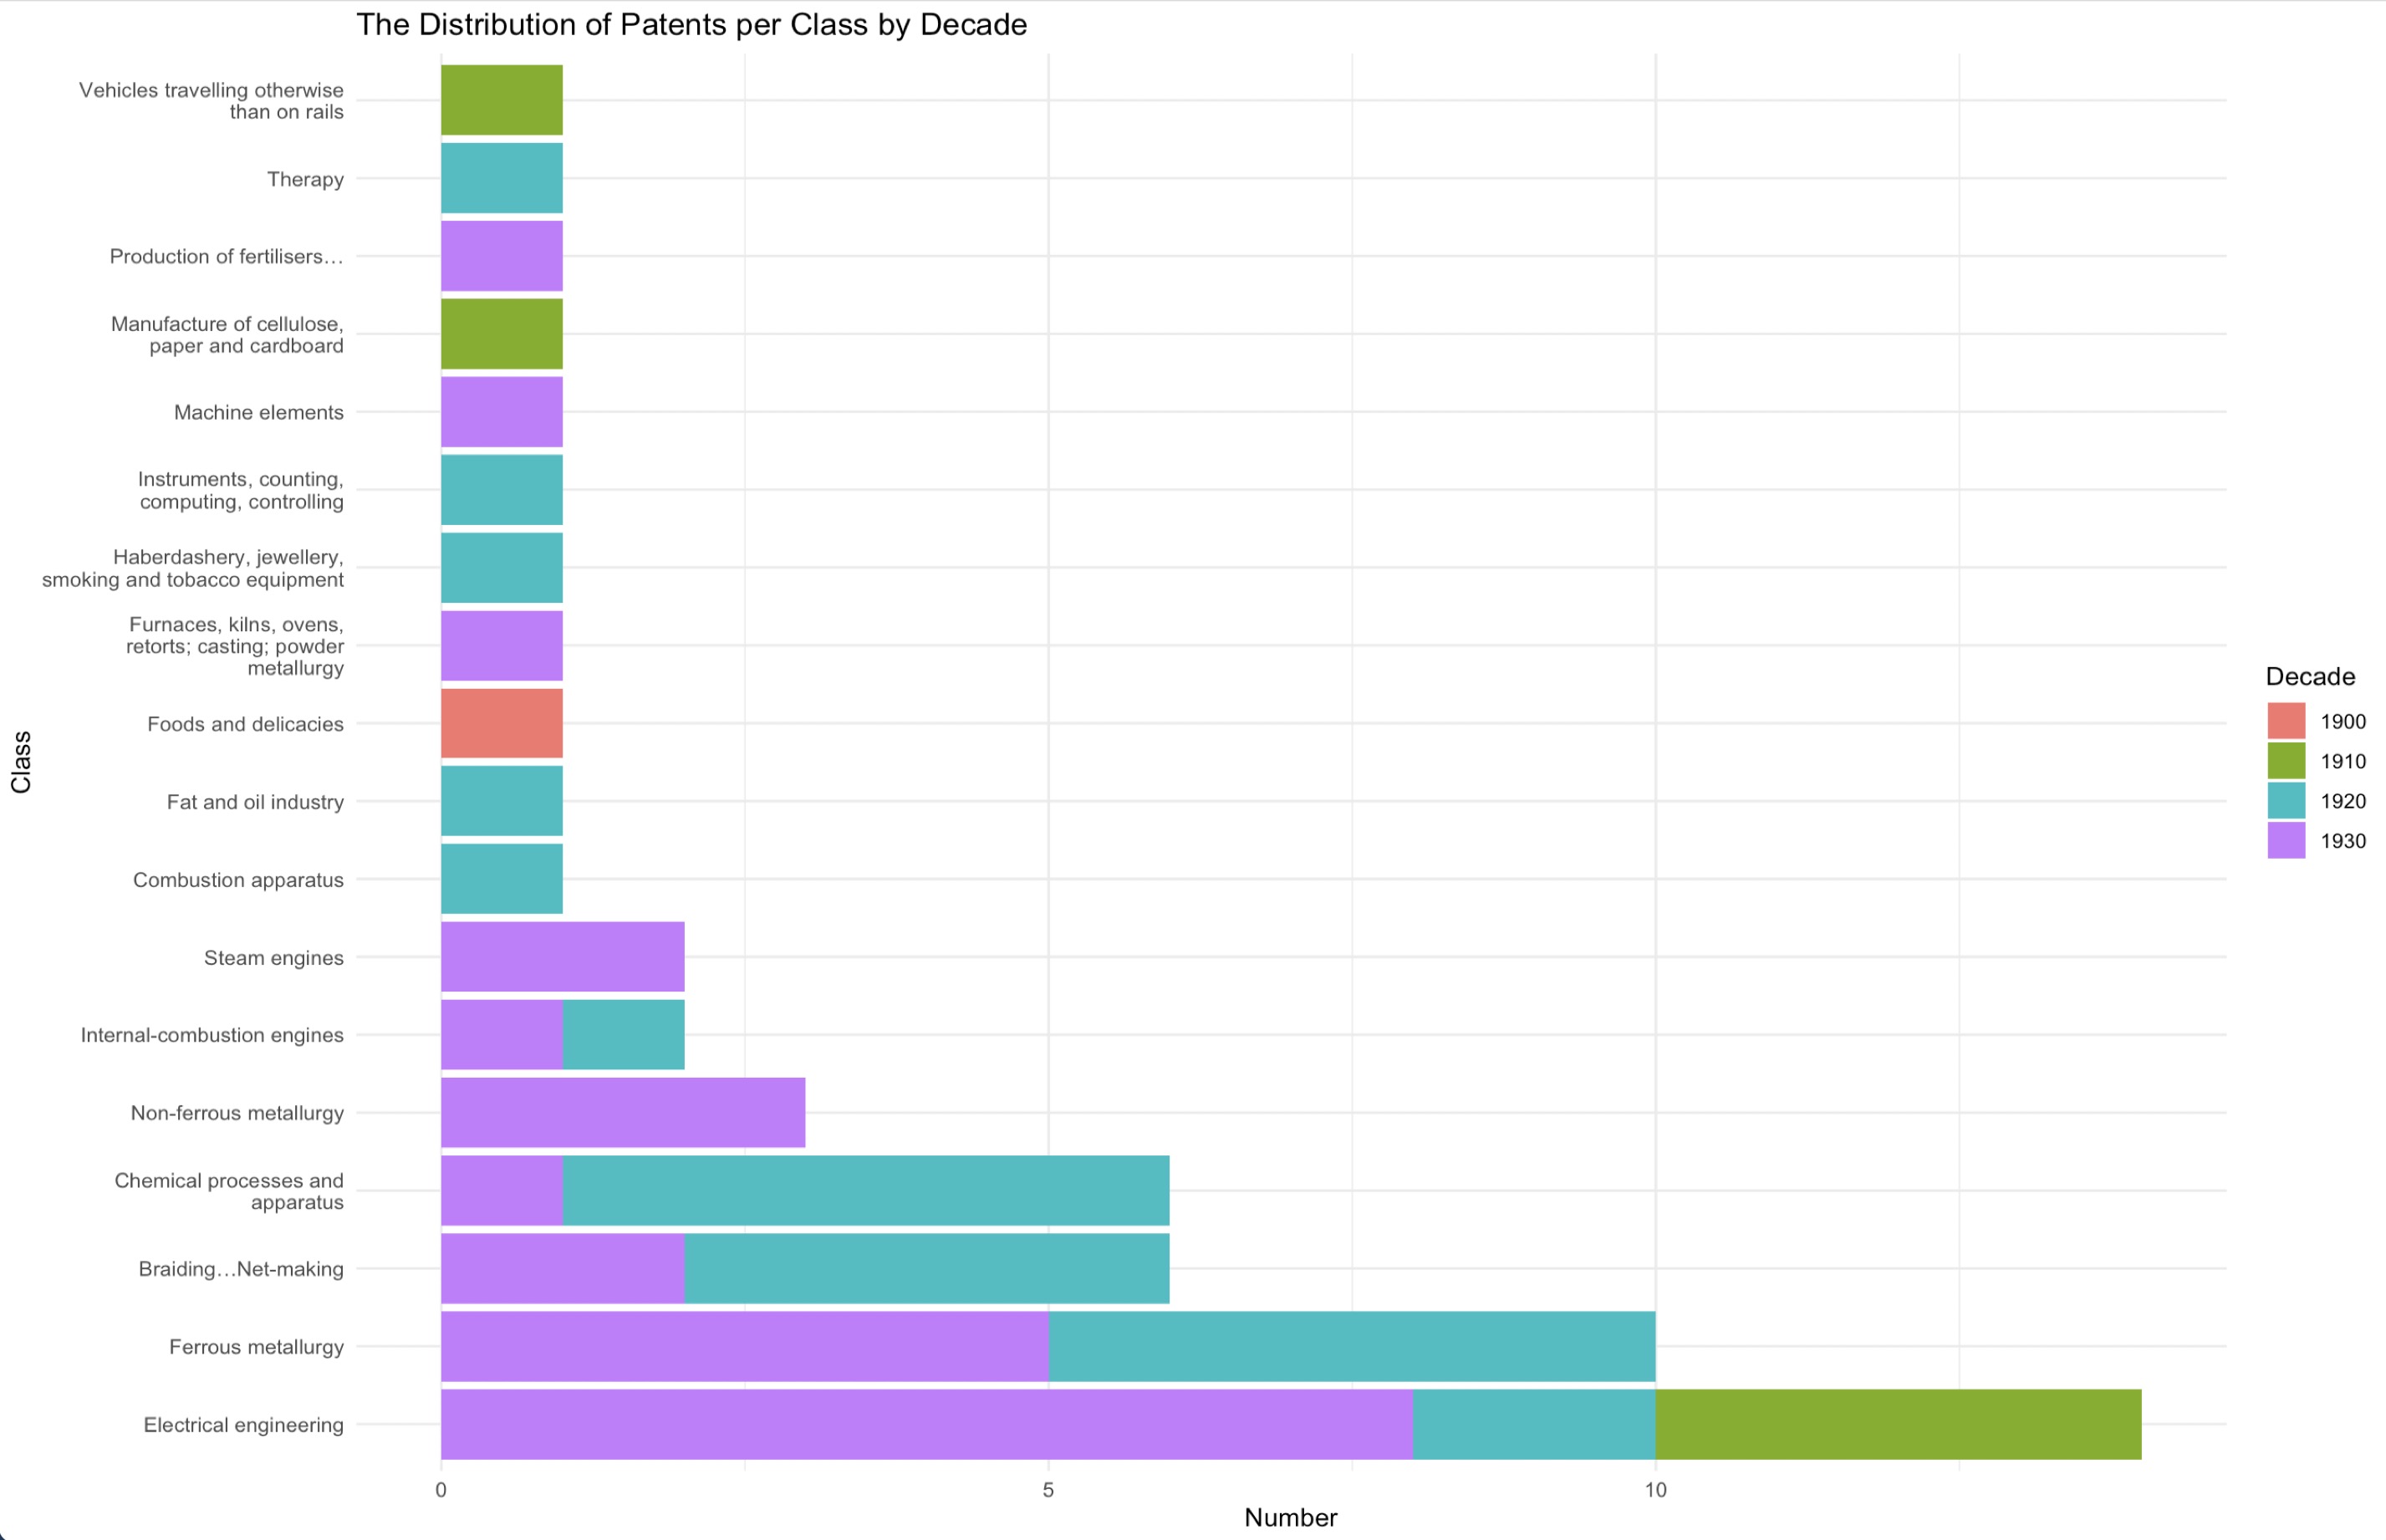 The Distribution of Patents per Class by Decade
Vehicles travelling otherwise
than on rails
Therapy
Production of fertilisers…
Manufacture of cellulose,
paper and cardboard
Machine elements
Instruments, counting,
computing, controlling
Haberdashery, jewellery,
smoking and tobacco equipment
Furnaces, kilns, ovens,
retorts; casting; powder
metallurgy
Foods and delicacies
Fat and oil industry
Combustion apparatus
Steam engines
Internal-combustion engines
Non-ferrous metallurgy
Chemical processes and
apparatus
Braiding…Net-making
Ferrous metallurgy
Electrical engineering
Class
0
5
10
Number
Decade
1900
1910
1920
1930